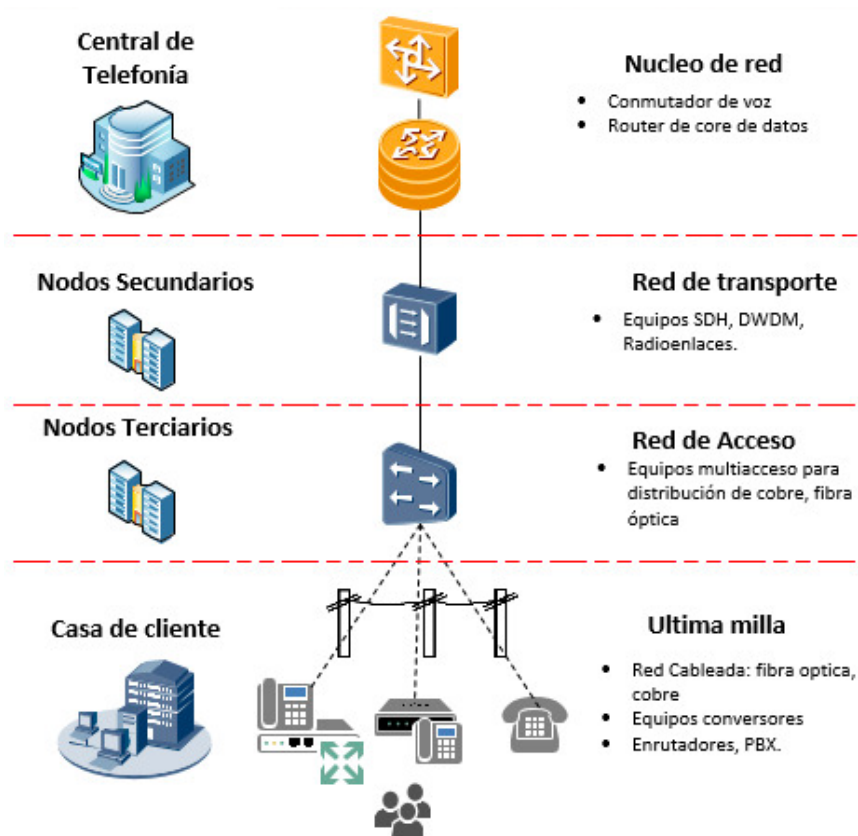 Central de
Telefonía
Nucleo de red
• Conmutador de voz
• Router de core de datos
Nodos Secundarios
Red de transporte
• Equipos SDH, DWDM,
Radioenlaces.
Nodos Terciarios
Red de Acceso
• Equipos multiacceso para
distribución de cobre, fibra
óptica
Casa de cliente
Ultima milla
• Red Cableada: fibra optica,
cobre
• Equipos conversores
• Enrutadores, PBX.